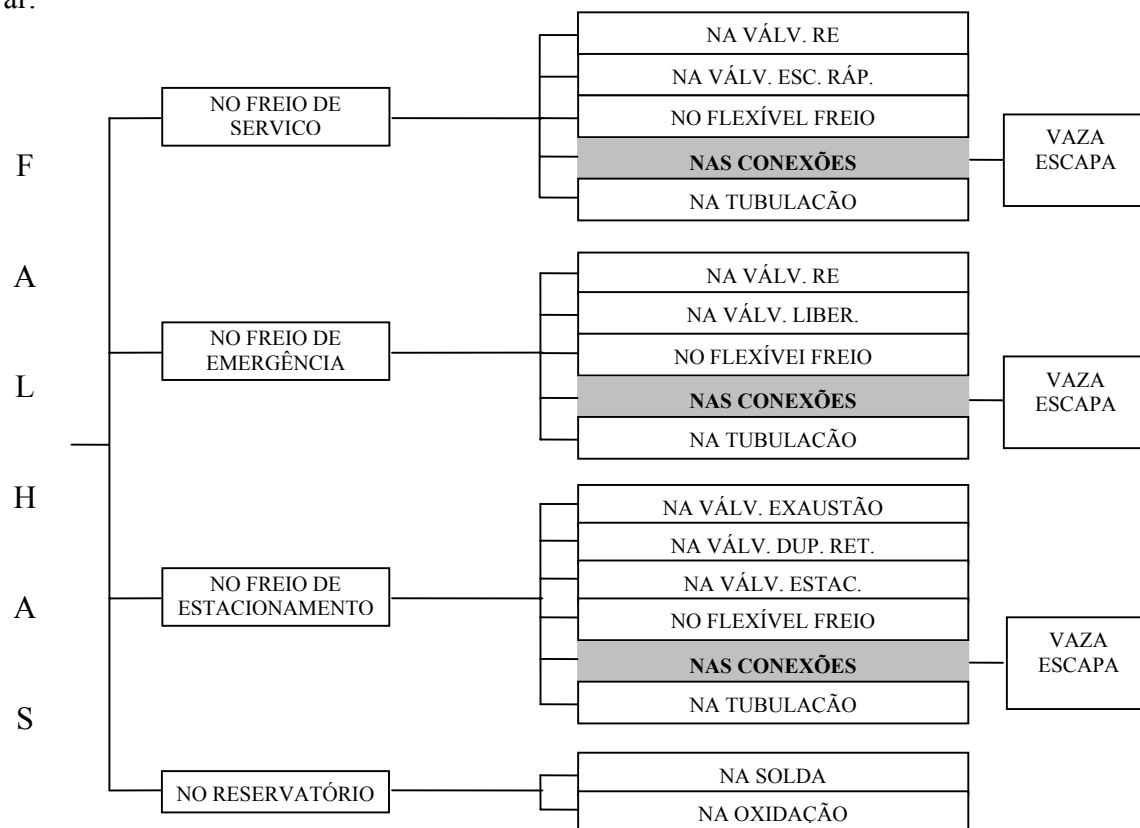 ar:
F
A
L
H
A
S
NO FREIO DE
SERVICO
NA VÁLV. RE
NA VÁLV. ESC. RÁP.
NO FLEXÍVEL FREIO
NAS CONEXÕES
NA TUBULACÃO
VAZA
ESCAPA
NO FREIO DE
EMERGÊNCIA
NA VÁLV. RE
NA VÁLV. LIBER.
NO FLEXÍVEI FREIO
NAS CONEXÕES
NA TUBULACÃO
VAZA
ESCAPA
NO FREIO DE
ESTACIONAMENTO
NA VÁLV. EXAUSTÃO
NA VÁLV. DUP. RET.
NA VÁLV. ESTAC.
NO FLEXÍVEL FREIO
NAS CONEXÕES
NA TUBULACÃO
VAZA
ESCAPA
NO RESERVATÓRIO
NA SOLDA
NA OXIDAÇÃO